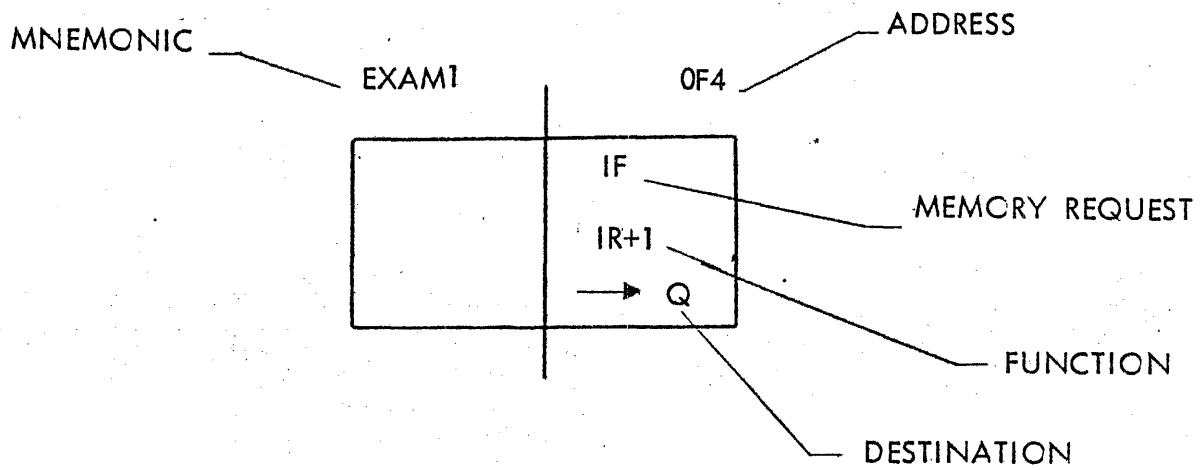 MNEMONIC
ADDRESS
EXAM1
0F4
IF
MEMORY REQUEST
IR+1
→ Q
FUNCTION
DESTINATION